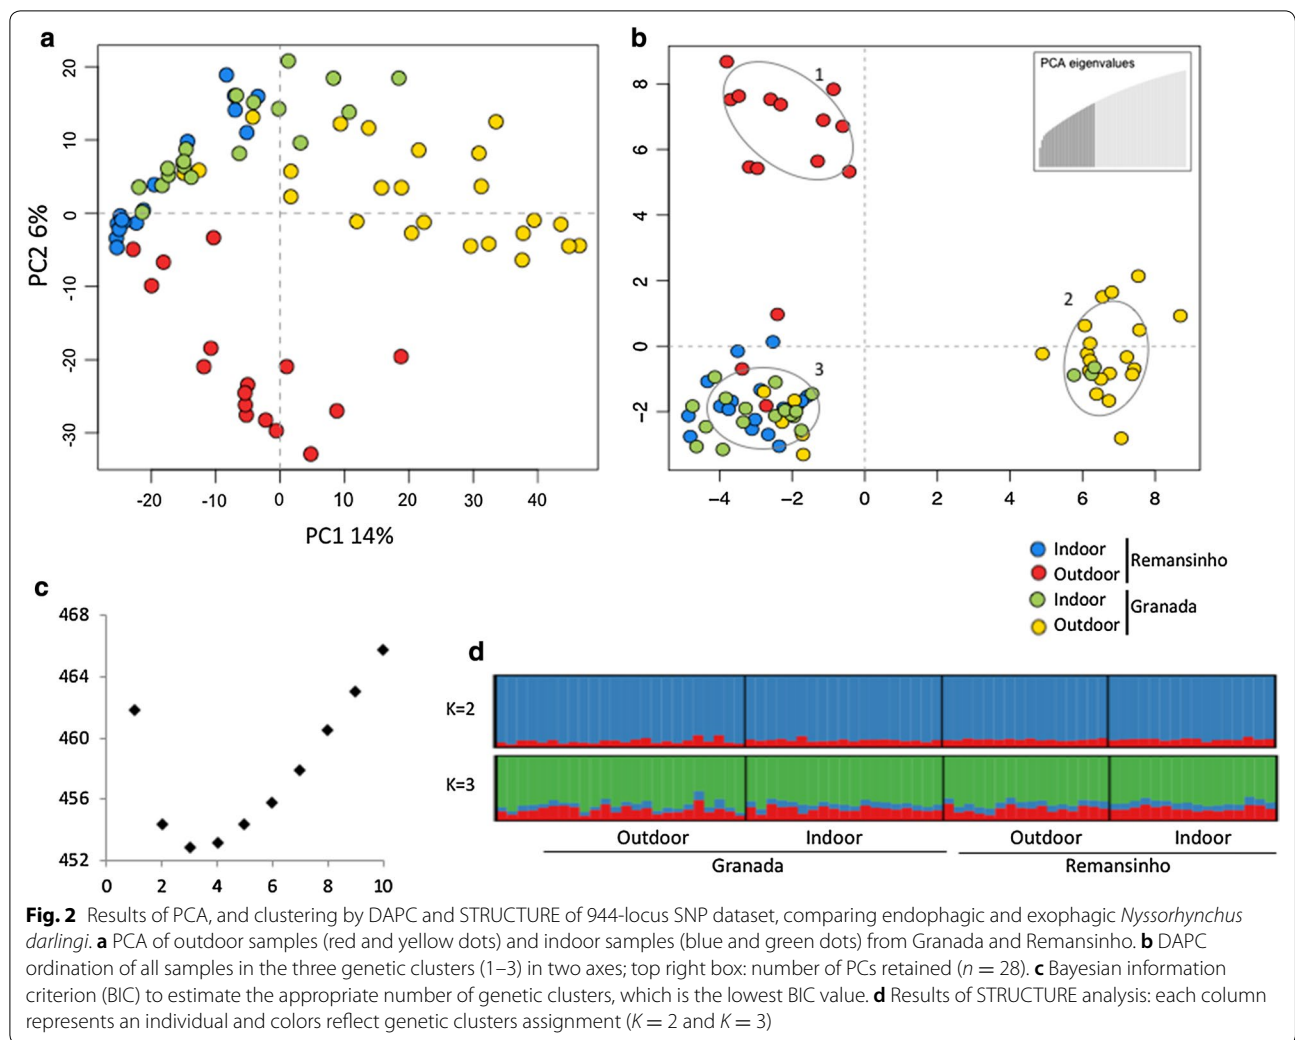 a
20
10
0
-10
-20
-30
PC2 6%
-20 -10 0 10 20 30 40
PC1 14%
b
8
6
4
2
0
−2
1
2
3
PCA eigenvalues
−4 −2 0 2 4 6 8
Indoor
Outdoor
Remansinho
Indoor
Outdoor
Granada
c
468
464
460
456
452
0 2 4 6 8 10
d
K=2
K=3
Outdoor Indoor Outdoor Indoor
Granada Remansinho
Fig. 2 Results of PCA, and clustering by DAPC and STRUCTURE of 944-locus SNP dataset, comparing endophagic and exophagic Nyssorhynchus
darlingi. a PCA of outdoor samples (red and yellow dots) and indoor samples (blue and green dots) from Granada and Remansinho. b DAPC
ordination of all samples in the three genetic clusters (1–3) in two axes; top right box: number of PCs retained (n = 28). c Bayesian information
criterion (BIC) to estimate the appropriate number of genetic clusters, which is the lowest BIC value. d Results of STRUCTURE analysis: each column
represents an individual and colors reflect genetic clusters assignment (K = 2 and K = 3)